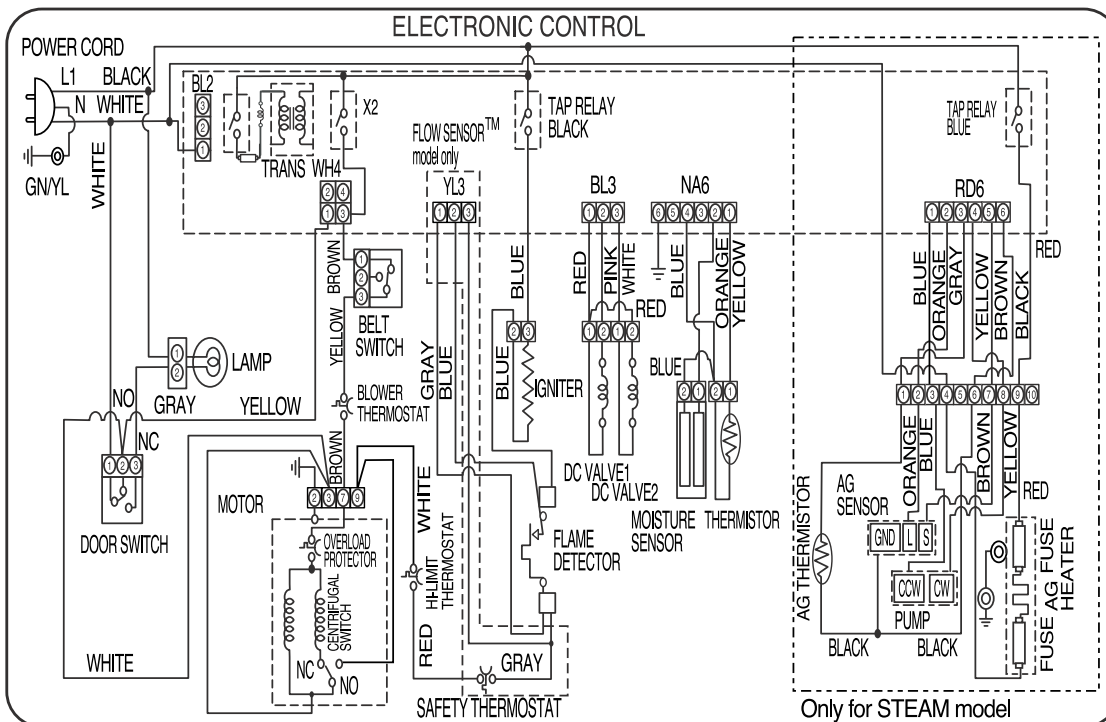 ELECTRONIC CONTROL
POWER CORD
L1 BLACK
N WHITE
GN/YL
WHITE
BL2
3
2
1
TRANS
X2
WH4
2 4
1 3
FLOW SENSOR™
model only
YL3
1 2 3
TAP RELAY
BLACK
BL3
1 2 3
NA6
6 5 4 3 2 1
TAP RELAY
BLUE
RD6
1 2 3 4 5 6
RED
BROWN
1
2
3
BELT
SWITCH
YELLOW
BLOWER
THERMOSTAT
BROWN
LAMP
1
2
GRAY
YELLOW
NO
NC
1 2 3
DOOR SWITCH
WHITE
MOTOR
2 3 7 9
OVERLOAD
PROTECTOR
CENTRIFUGAL
SWITCH
NC
NO
WHITE
HI-LIMIT
THERMOSTAT
RED
GRAY
BLUE
GRAY
SAFETY THERMOSTAT
BLUE
BLUE
2 3
IGNITER
FLAME
DETECTOR
RED
PINK
WHITE
RED
1 2 1 2
DC VALVE1
DC VALVE2
BLUE
ORANGE
YELLOW
BLUE
2 1
2 1
MOISTURE
SENSOR
THERMISTOR
BLUE
ORANGE
GRAY
YELLOW
BROWN
BLACK
1 2 3 4 5 6 7 8 9 10
ORANGE
BLUE
BROWN
YELLOW
RED
AG THERMISTOR
AG
SENSOR
GND L S
CCW CW
PUMP
BLACK
BLACK
FUSE
AG FUSE
HEATER
Only for STEAM model